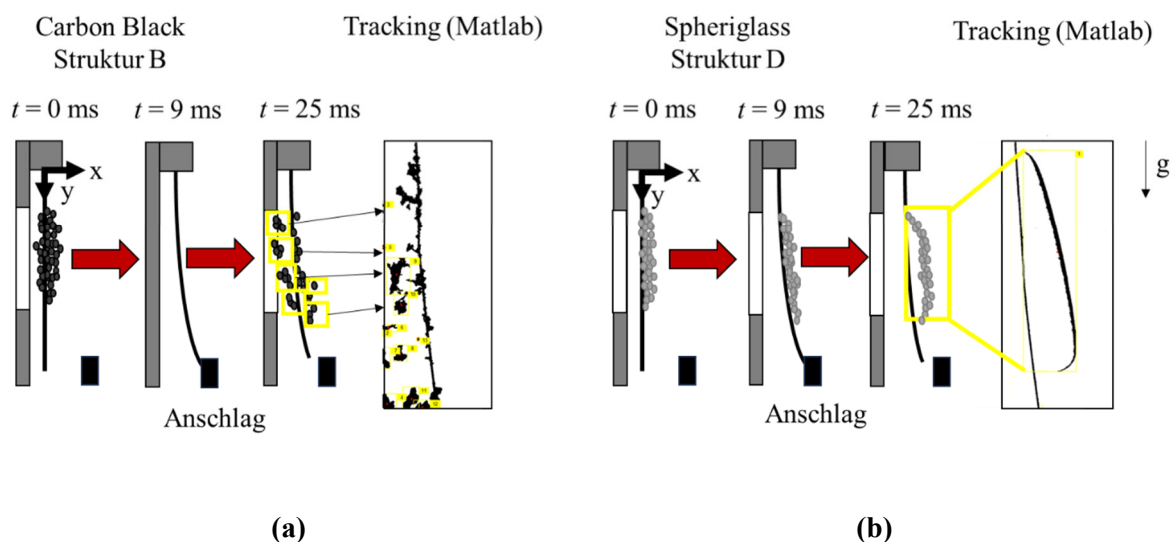 Carbon Black
Struktur B
Tracking (Matlab)
t = 0 ms
t = 9 ms
t = 25 ms
x
y
Anschlag
(a)
Spheriglass
Struktur D
Tracking (Matlab)
t = 0 ms
t = 9 ms
t = 25 ms
x
y
g
Anschlag
(b)